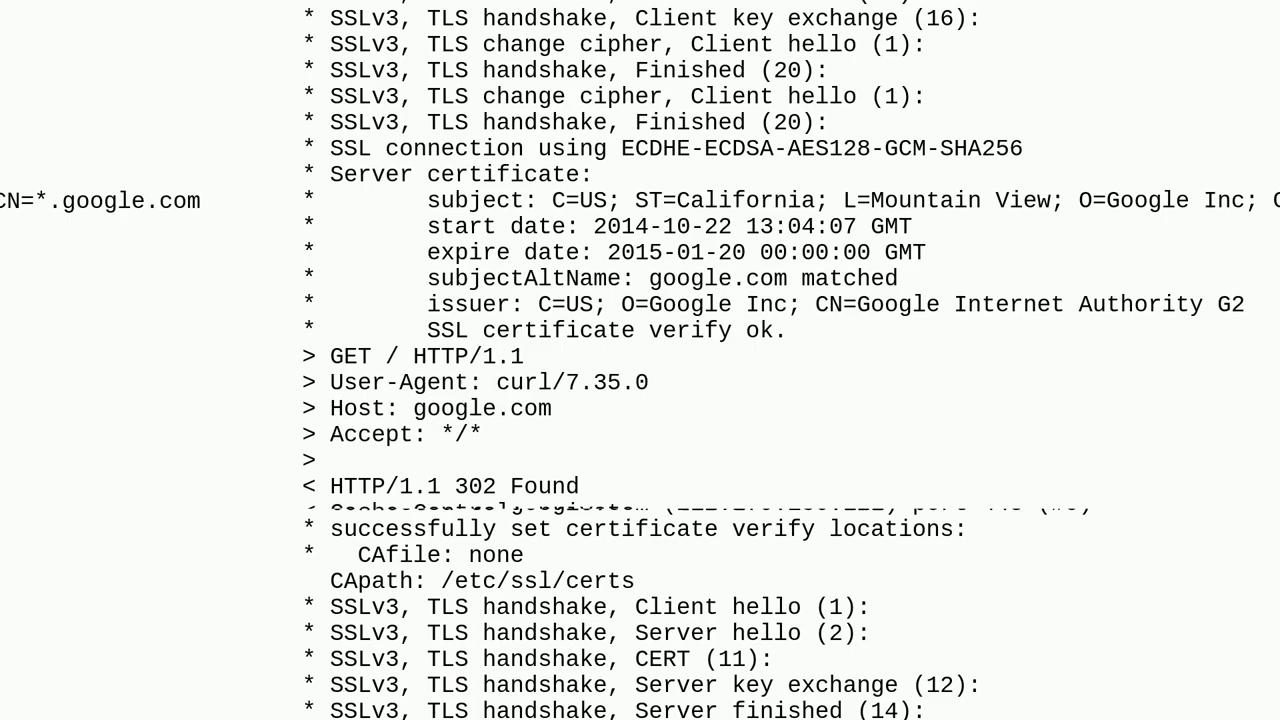 * SSLv3, TLS handshake, Client key exchange (16):
* SSLv3, TLS change cipher, Client hello (1):
* SSLv3, TLS handshake, Finished (20):
* SSLv3, TLS change cipher, Client hello (1):
* SSLv3, TLS handshake, Finished (20):
* SSL connection using ECDHE-ECDSA-AES128-GCM-SHA256
* Server certificate:
CN=*.google.com * subject: C=US; ST=California; L=Mountain View; O=Google Inc; C
* start date: 2014-10-22 13:04:07 GMT
* expire date: 2015-01-20 00:00:00 GMT
* subjectAltName: google.com matched
* issuer: C=US; O=Google Inc; CN=Google Internet Authority G2
* SSL certificate verify ok.
> GET / HTTP/1.1
> User-Agent: curl/7.35.0
> Host: google.com
> Accept: */*
>
< HTTP/1.1 302 Found
* successfully set certificate verify locations:
* CAfile: none
CApath: /etc/ssl/certs
* SSLv3, TLS handshake, Client hello (1):
* SSLv3, TLS handshake, Server hello (2):
* SSLv3, TLS handshake, CERT (11):
* SSLv3, TLS handshake, Server key exchange (12):
* SSLv3, TLS handshake, Server finished (14):